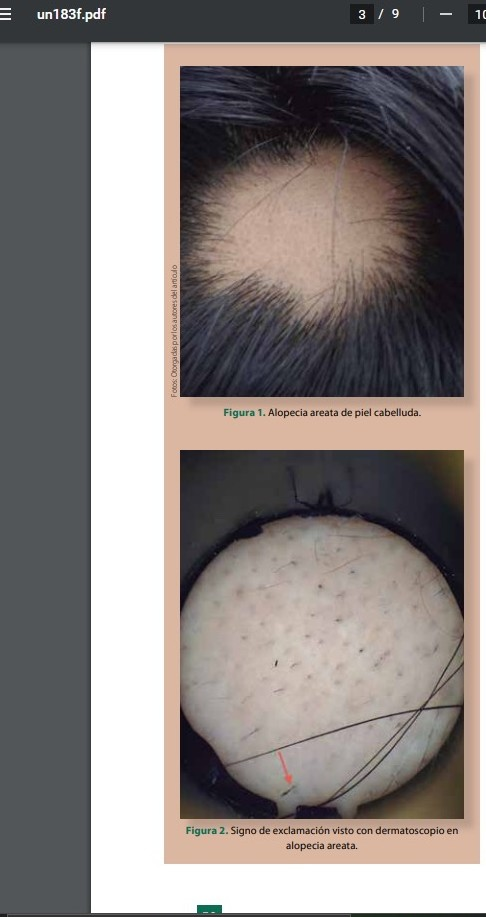 un183f.pdf
3 / 9
Fotos: Otorgadas por los autores del artículo
Figura 1. Alopecia areata de piel cabelluda.
Figura 2. Signo de exclamación visto con dermatoscopio en
alopecia areata.